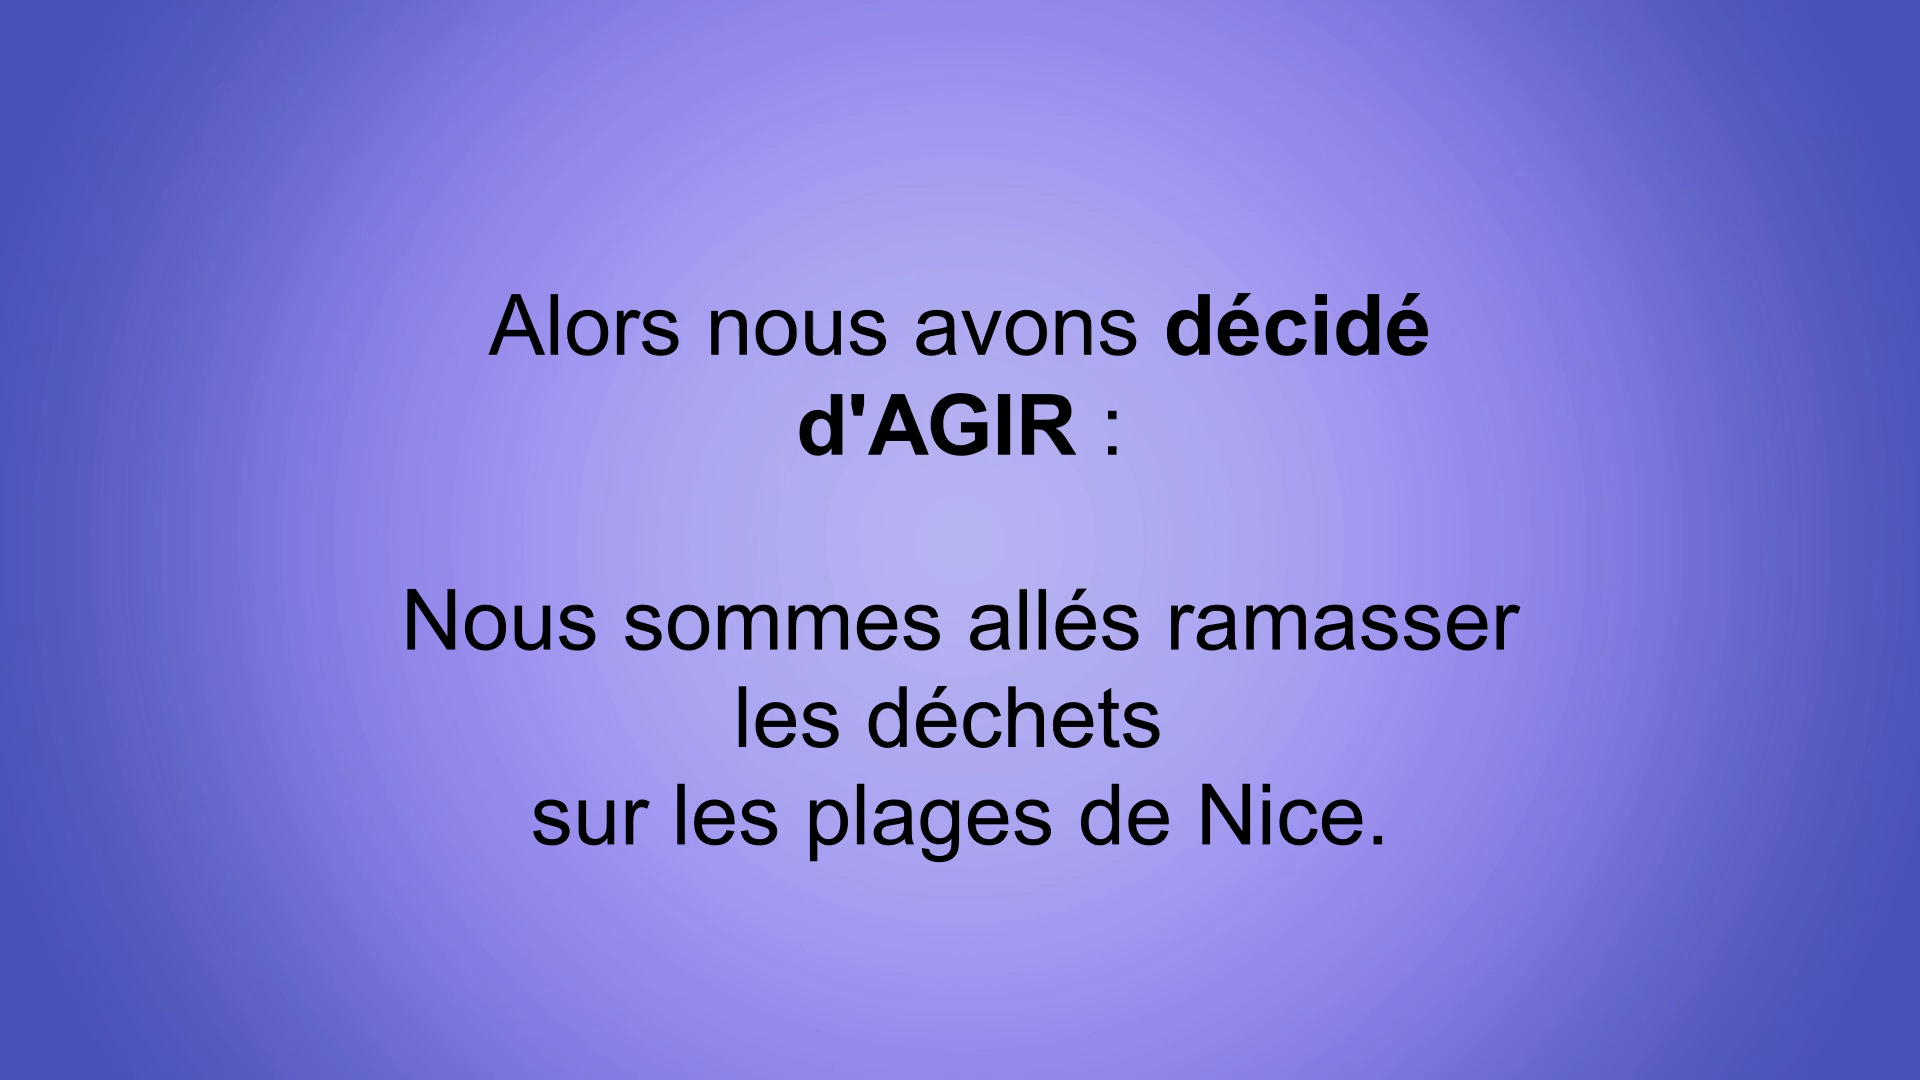 Alors nous avons décidé
d'AGIR :
Nous sommes allés ramasser
les déchets
sur les plages de Nice.